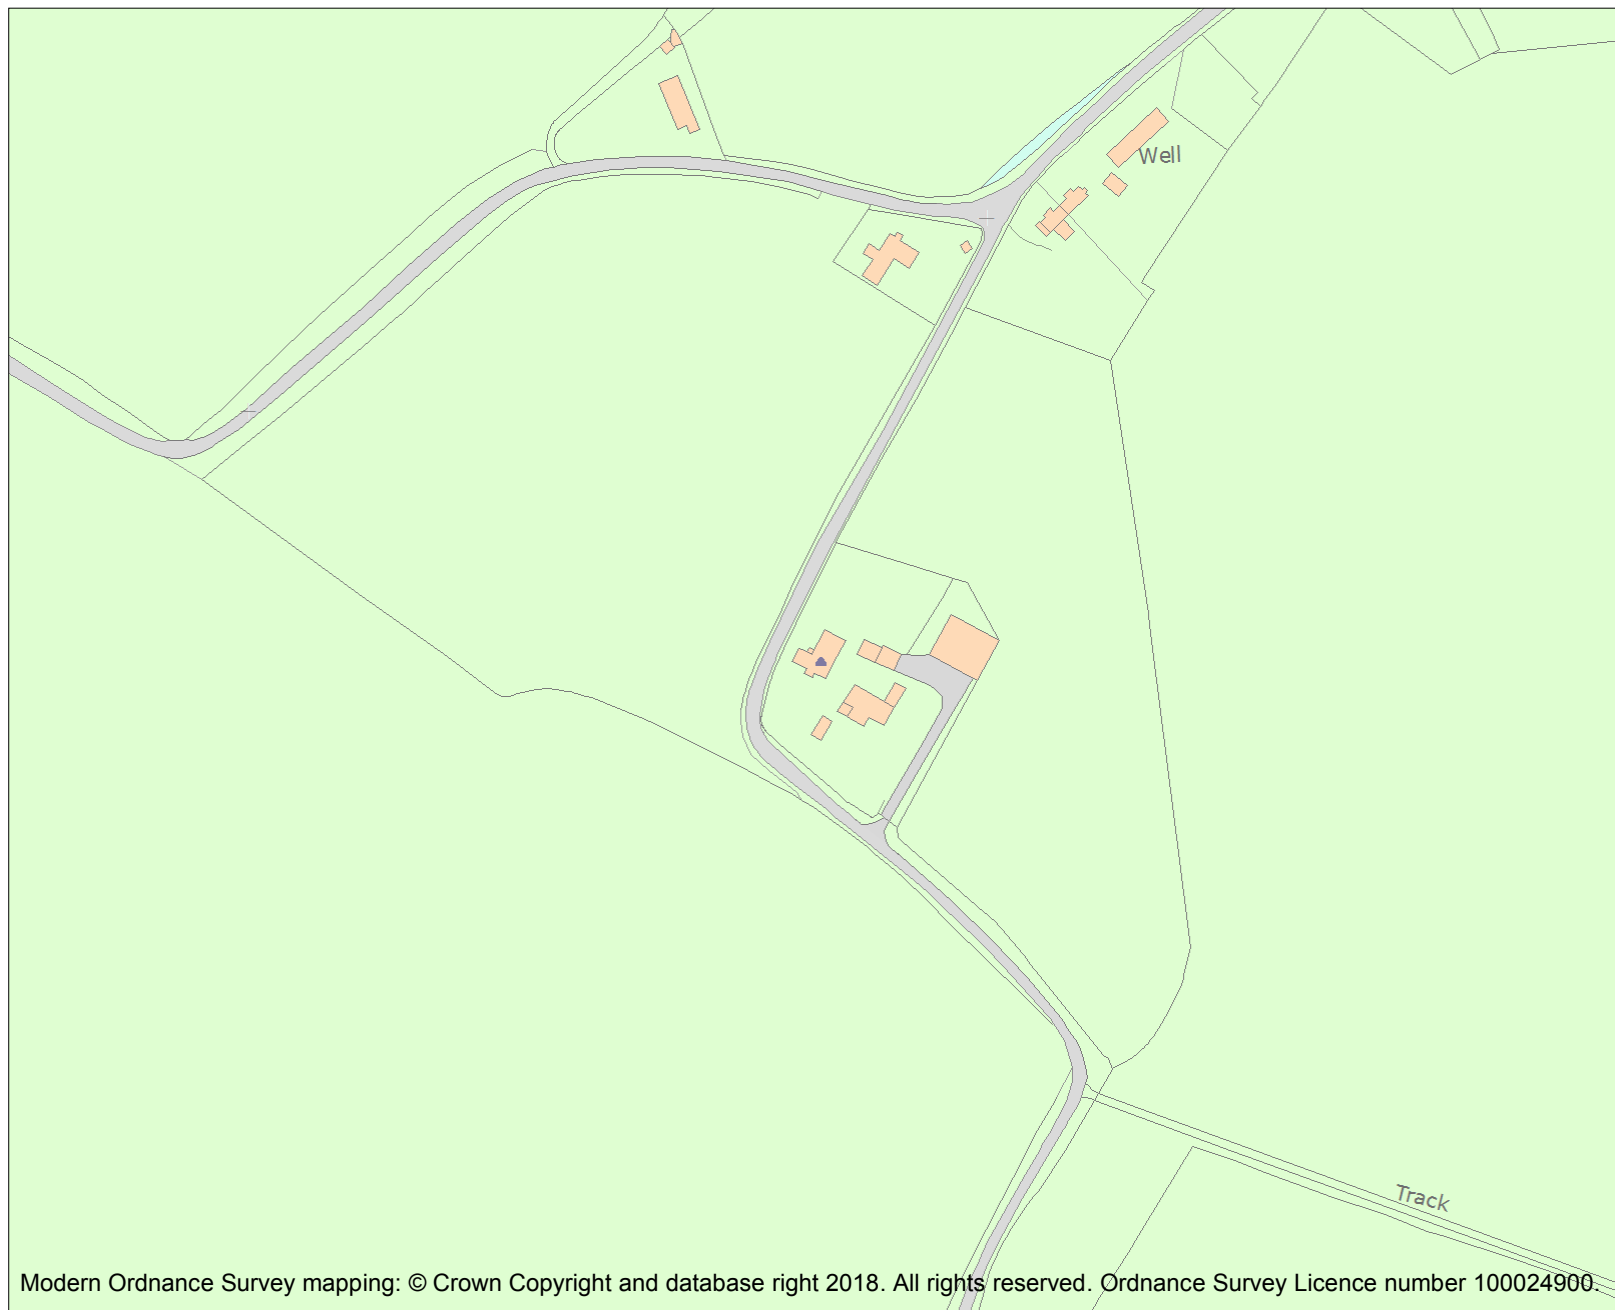 Well
Track
Modern Ordnance Survey mapping: © Crown Copyright and database right 2018. All rights reserved. Ordnance Survey Licence number 100024900.